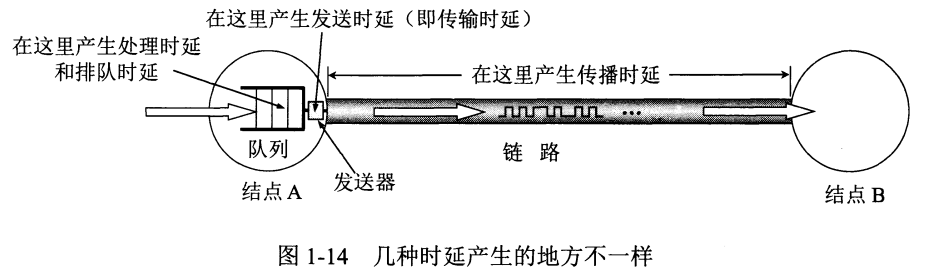 在这里产生发送时延（即传输时延）
在这里产生处理时延
和排队时延
在这里产生传播时延
队列
链 路
发送器
结点 A
结点 B
图 1-14 几种时延产生的地方不一样